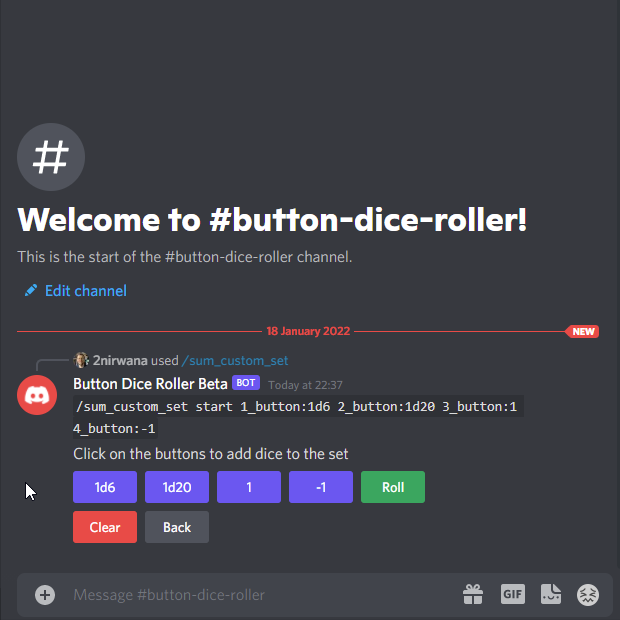 #
Welcome to #button-dice-roller!
This is the start of the #button-dice-roller channel.
Edit channel
18 January 2022 NEW
2nirwana used /sum_custom_set
Button Dice Roller Beta BOT Today at 22:37
/sum_custom_set start 1_button:1d6 2_button:1d20 3_button:1
4_button:-1
Click on the buttons to add dice to the set
1d6 1d20 1 -1 Roll
Clear Back
Message #button-dice-roller GIF